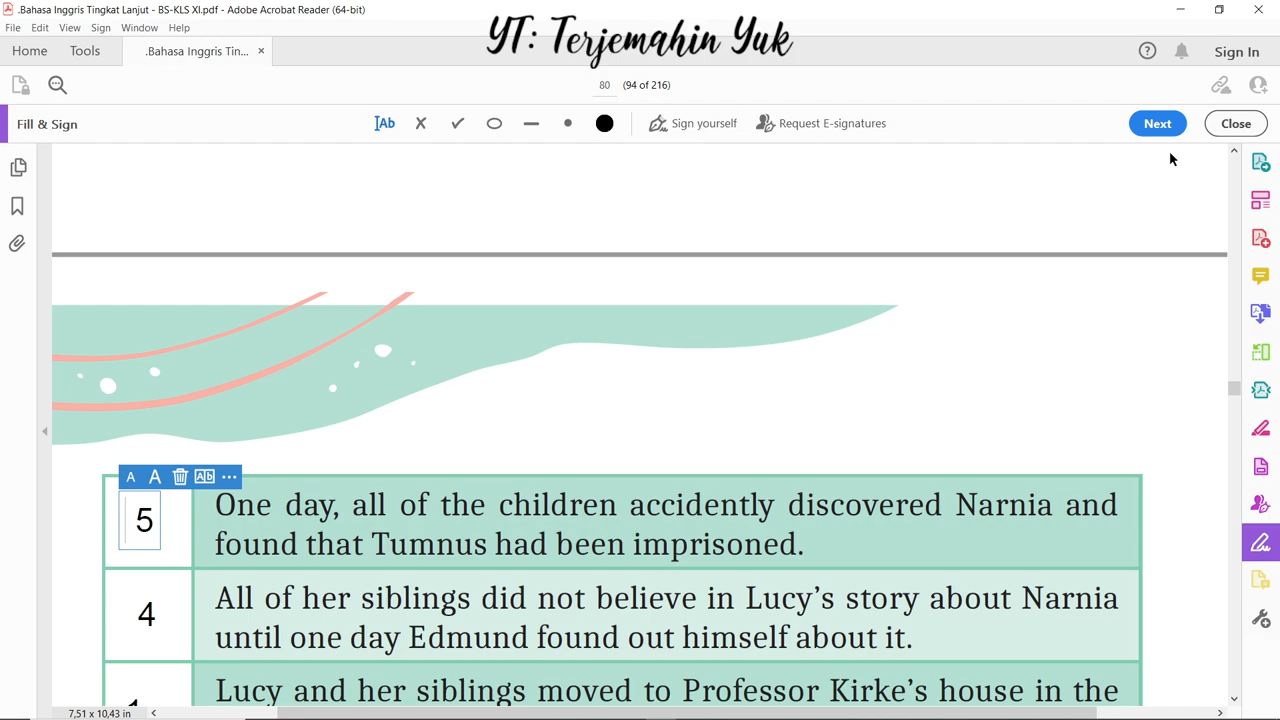 .Bahasa Inggris Tingkat Lanjut - BS-KLS XI.pdf - Adobe Acrobat Reader (64-bit)
File Edit View Sign Window Help
YT: Terjemahin Yuk
Home Tools .Bahasa Inggris Tin... × Sign In
80 (94 of 216)
Fill & Sign Ab Sign yourself Request E-signatures Next Close
A A Ab ...
5 One day, all of the children accidently discovered Narnia and
found that Tumnus had been imprisoned.
4 All of her siblings did not believe in Lucy's story about Narnia
until one day Edmund found out himself about it.
1 Lucy and her siblings moved to Professor Kirke's house in the
7,51 x 10,43 in